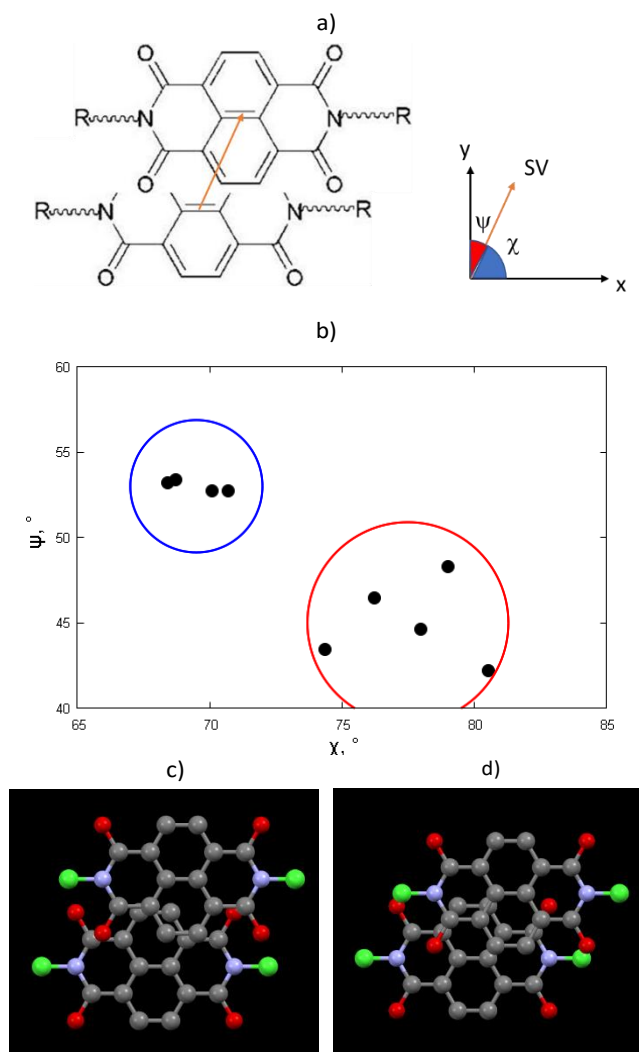 a)
O O
R N N R
O O
R N N R
O O
y
SV
ψ
χ
x
b)
60
55
50
45
40
ψ, °
65 70 75 80 85
χ, °
c) d)